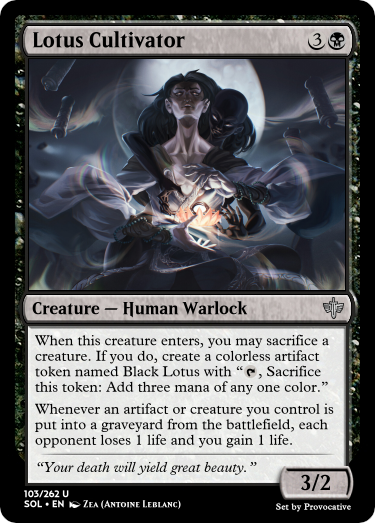 Lotus Cultivator 3
Creature — Human Warlock
When this creature enters, you may sacrifice a
creature. If you do, create a colorless artifact
token named Black Lotus with “, Sacrifice
this token: Add three mana of any one color.”
Whenever an artifact or creature you control is
put into a graveyard from the battlefield, each
opponent loses 1 life and you gain 1 life.
“Your death will yield great beauty.”
3/2
103/262 U
SOL • EN Zea (Antoine Leblanc)
Set by Provocative